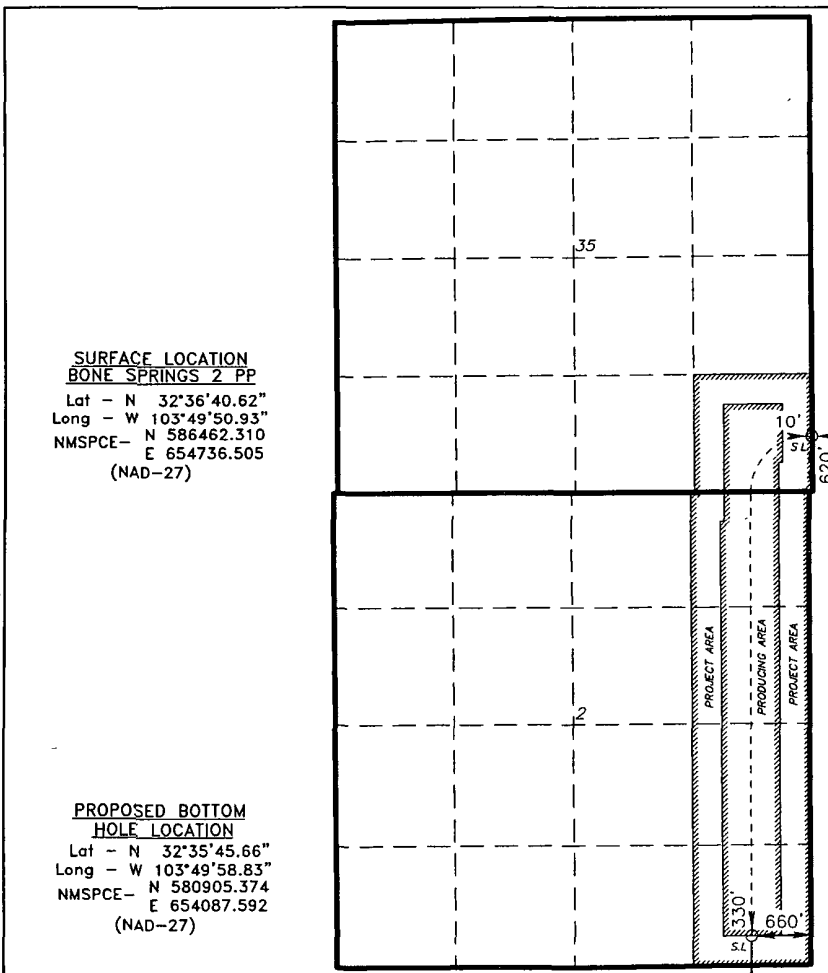 35
SURFACE LOCATION
BONE SPRINGS 2 PP
Lat - N 32°36'40.62"
Long - W 103°49'50.93"
NMSPCE- N 586462.310
E 654736.505
(NAD-27)
10'
S.L
620'
PROJECT AREA
PRODUCING AREA
PROJECT AREA
2
PROPOSED BOTTOM
HOLE LOCATION
Lat - N 32°35'45.66"
Long - W 103°49'58.83"
NMSPCE- N 580905.374
E 654087.592
(NAD-27)
330'
660'
S.L